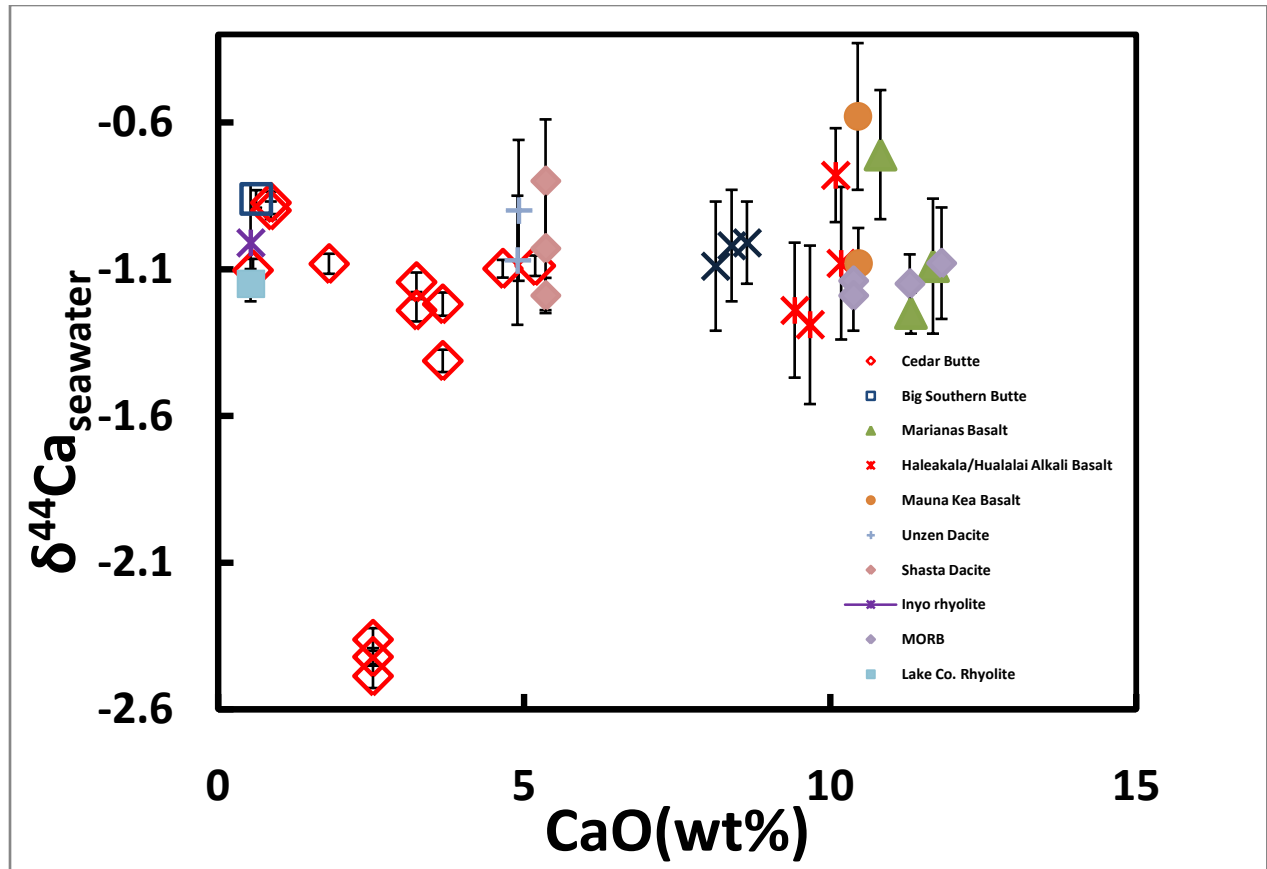 -0.6
-1.1
-1.6
-2.1
-2.6
δ44Caseawater
0
5
10
15
CaO(wt%)
Cedar Butte
Big Southern Butte
Marianas Basalt
Haleakala/Hualalai Alkali Basalt
Mauna Kea Basalt
Unzen Dacite
Shasta Dacite
Inyo rhyolite
MORB
Lake Co. Rhyolite